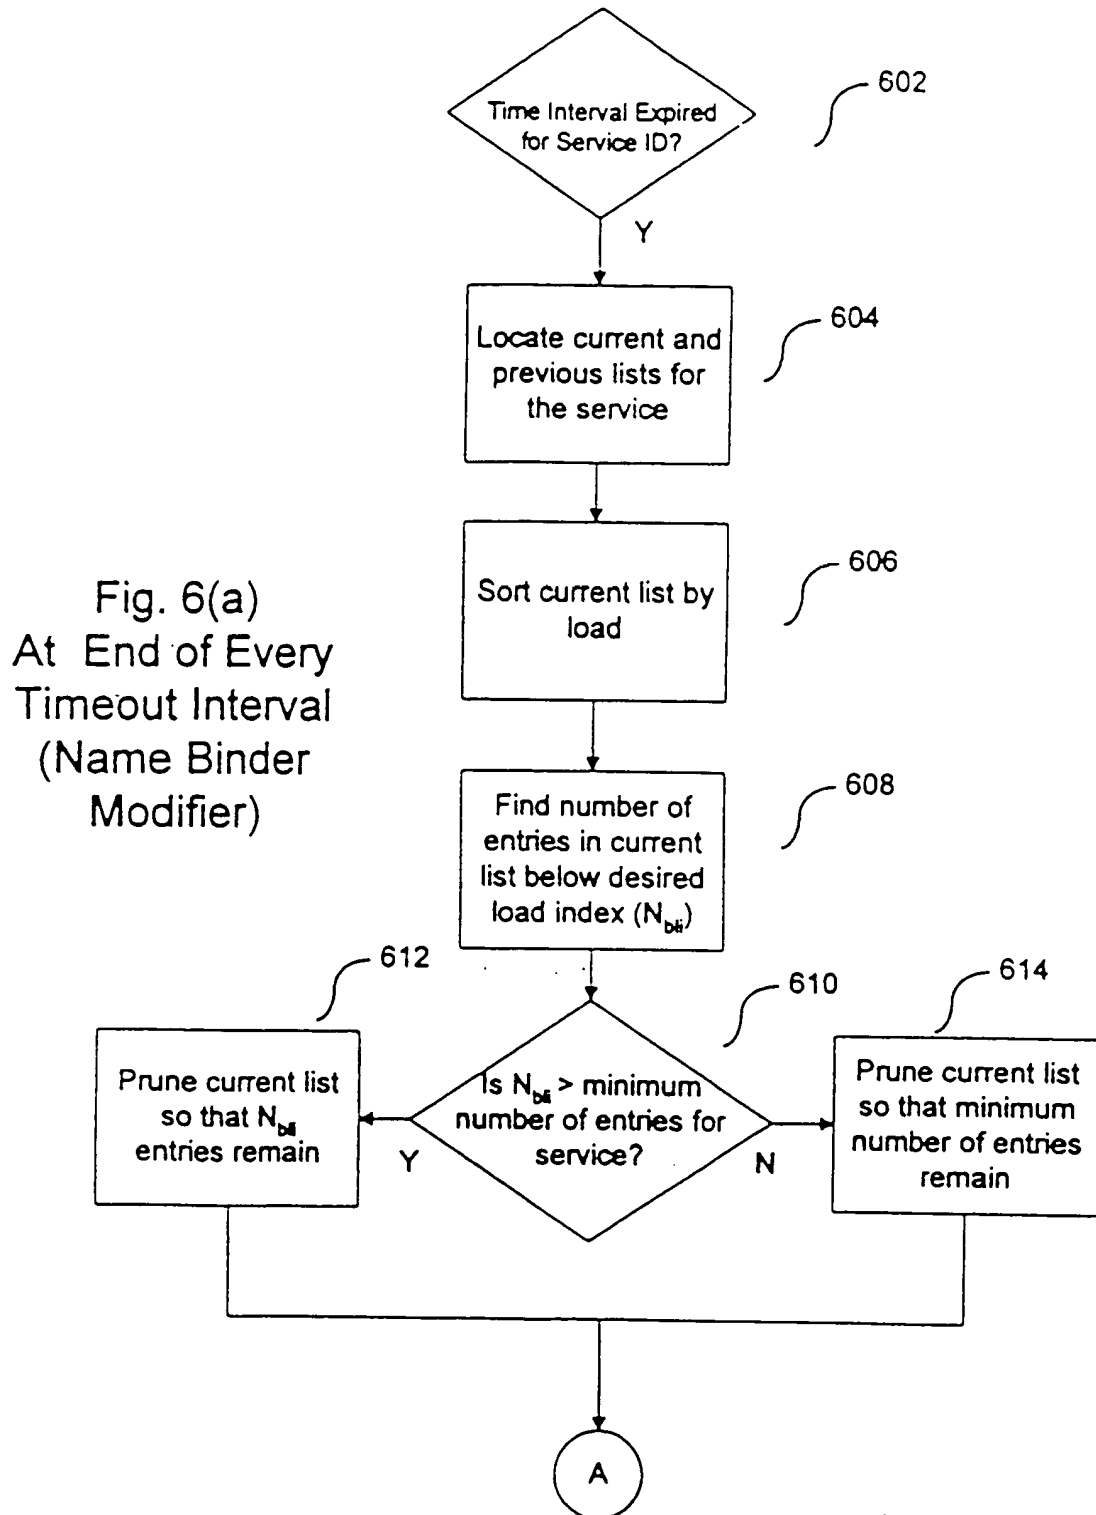 Time Interval Expired
for Service ID?
602
Y
Locate current and
previous lists for
the service
604
Sort current list by
load
606
Fig. 6(a)
At End of Every
Timeout Interval
(Name Binder
Modifier)
Find number of
entries in current
list below desired
load index (N_bli)
608
612
Prune current list
so that N_bli
entries remain
610
Is N_bli > minimum
number of entries for
service?
Y
N
614
Prune current list
so that minimum
number of entries
remain
A